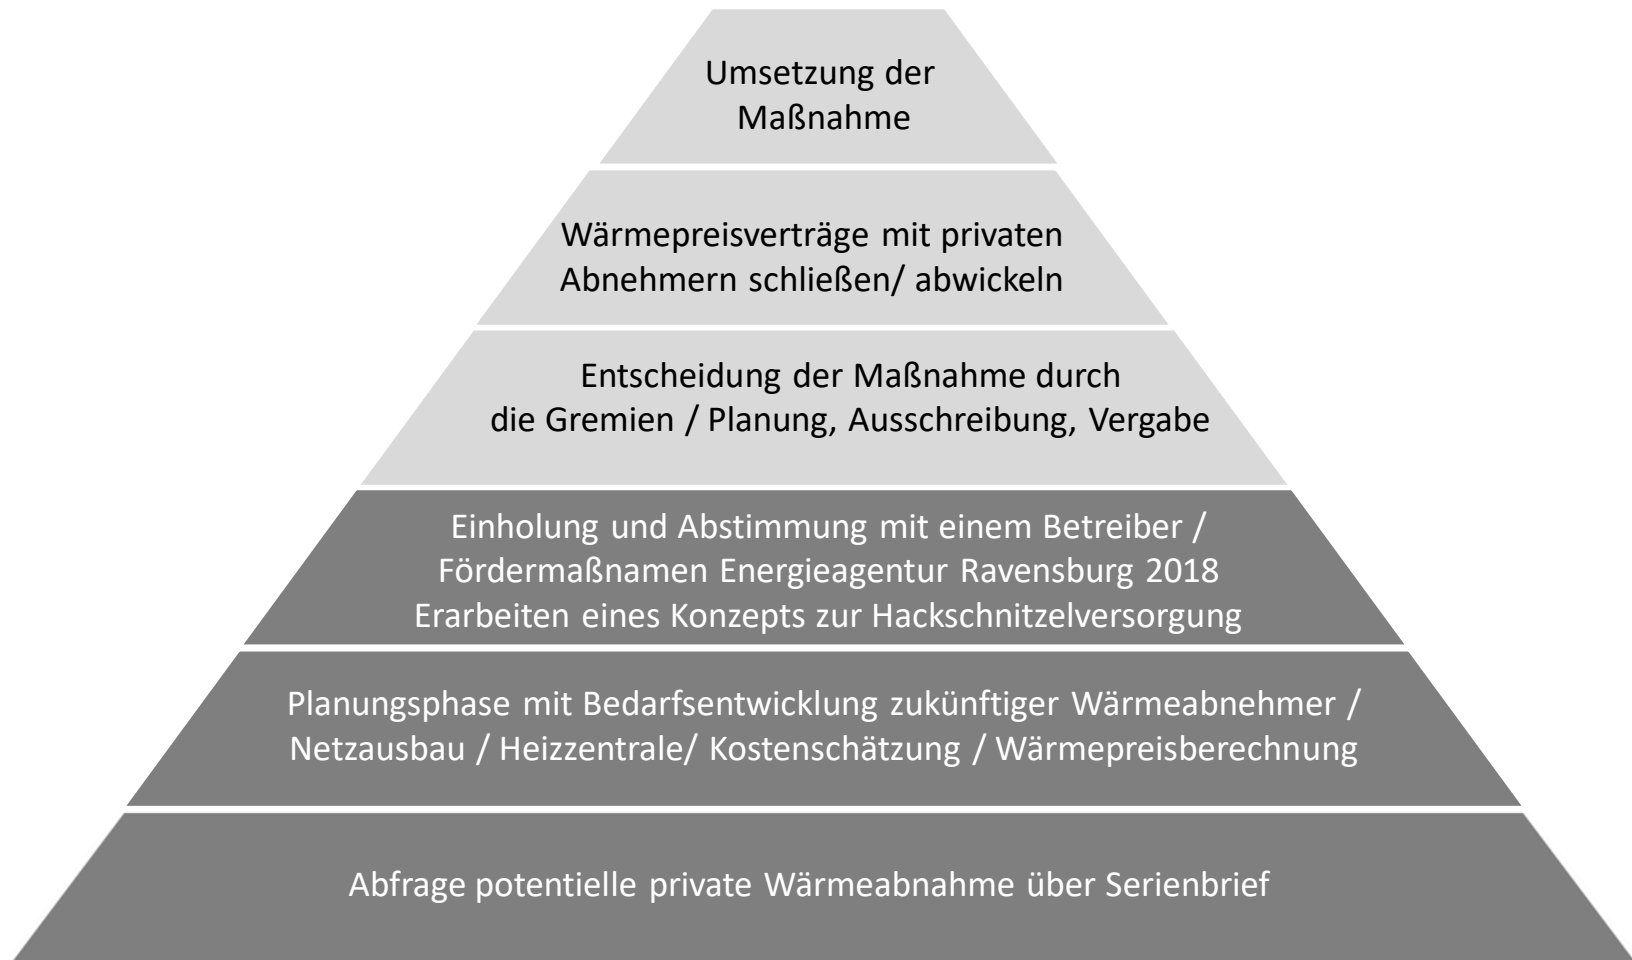 Umsetzung der
Maßnahme
Wärmepreisverträge mit privaten
Abnehmern schließen/ abwickeln
Entscheidung der Maßnahme durch
die Gremien / Planung, Ausschreibung, Vergabe
Einholung und Abstimmung mit einem Betreiber /
Fördermaßnamen Energieagentur Ravensburg 2018
Erarbeiten eines Konzepts zur Hackschnitzelversorgung
Planungsphase mit Bedarfsentwicklung zukünftiger Wärmeabnehmer /
Netzausbau / Heizzentrale/ Kostenschätzung / Wärmepreisberechnung
Abfrage potentielle private Wärmeabnahme über Serienbrief